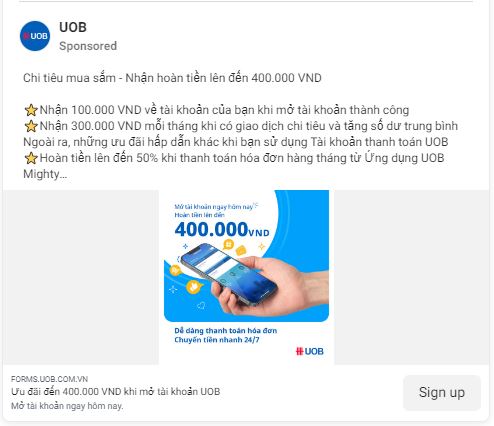 UOB
UOB
Sponsored
Chi tiêu mua sắm - Nhận hoàn tiền lên đến 400.000 VND
⭐Nhận 100.000 VND về tài khoản của bạn khi mở tài khoản thành công
⭐Nhận 300.000 VND mỗi tháng khi có giao dịch chi tiêu và tăng số dư trung bình
Ngoài ra, những ưu đãi hấp dẫn khác khi bạn sử dụng Tài khoản thanh toán UOB
⭐Hoàn tiền lên đến 50% khi thanh toán hóa đơn hàng tháng từ Ứng dụng UOB
Mighty...
Mở tài khoản ngay hôm nay
Hoàn tiền lên đến
400.000VND
Dễ dàng thanh toán hóa đơn
Chuyển tiền nhanh 24/7
UOB
FORMS.UOB.COM.VN
Ưu đãi đến 400.000 VND khi mở tài khoản UOB
Mở tài khoản ngay hôm nay.
Sign up